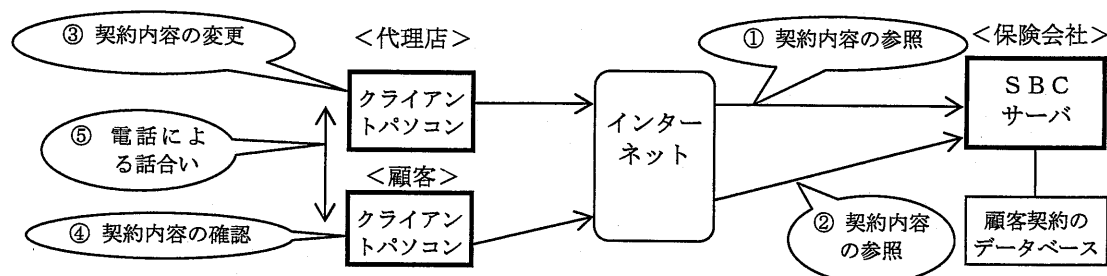 ③ 契約内容の変更
＜代理店＞
クライアン
トパソコン
⑤ 電話によ
る話合い
＜顧客＞
クライアン
トパソコン
④ 契約内容の確認
インター
ネット
① 契約内容の参照
② 契約内容
の参照
＜保険会社＞
ＳＢＣ
サーバ
顧客契約の
データベース